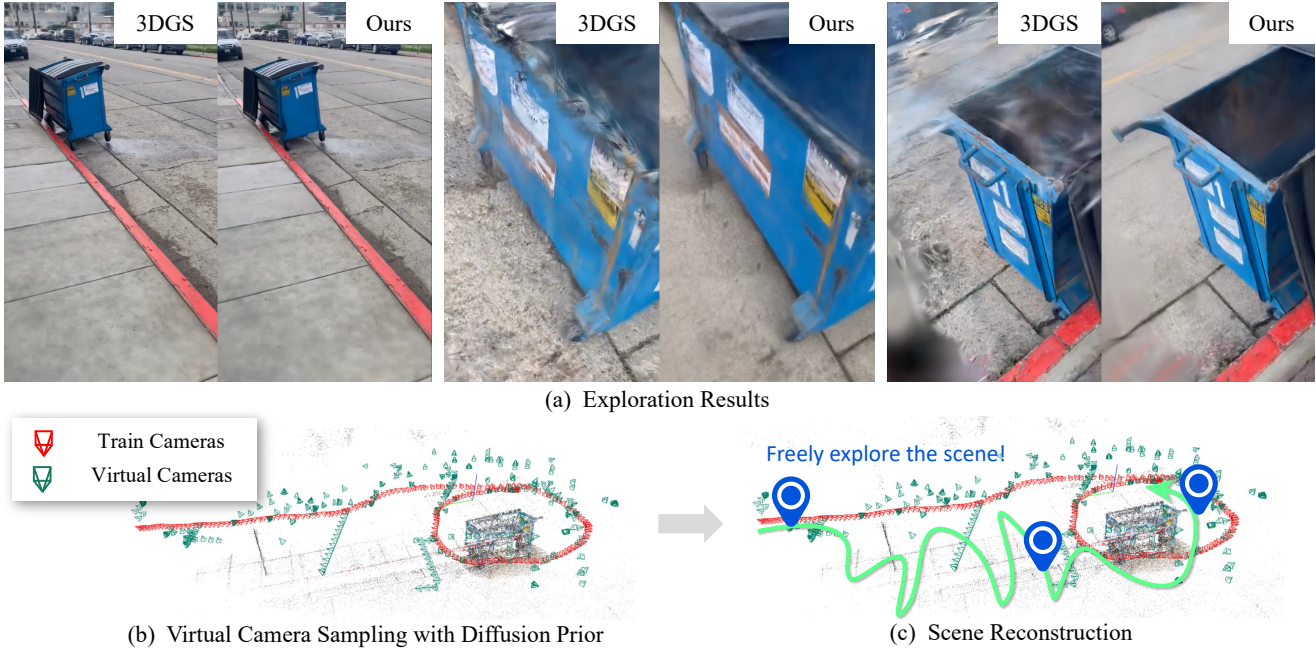 3DGS
Ours
3DGS
Ours
3DGS
Ours
(a) Exploration Results
Train Cameras
Virtual Cameras
Freely explore the scene!
(b) Virtual Camera Sampling with Diffusion Prior
(c) Scene Reconstruction